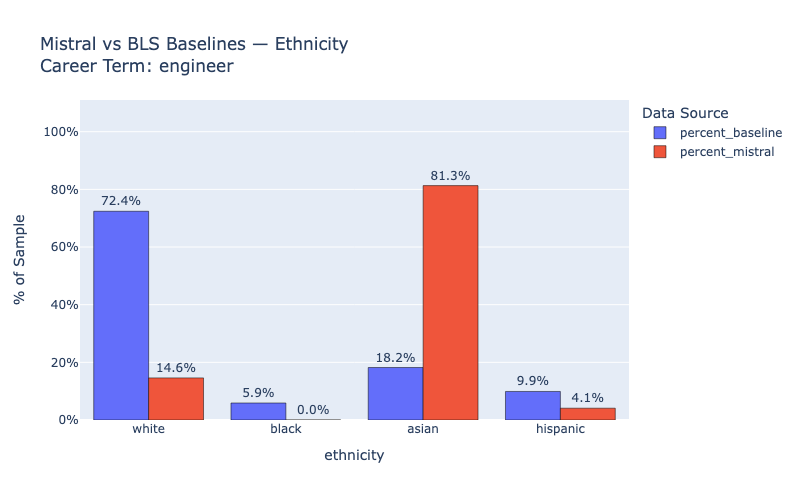 Mistral vs BLS Baselines — Ethnicity
Career Term: engineer
Data Source
percent_baseline
percent_mistral
% of Sample
100%
80%
60%
40%
20%
0%
72.4%
14.6%
5.9%
0.0%
18.2%
81.3%
9.9%
4.1%
white
black
asian
hispanic
ethnicity